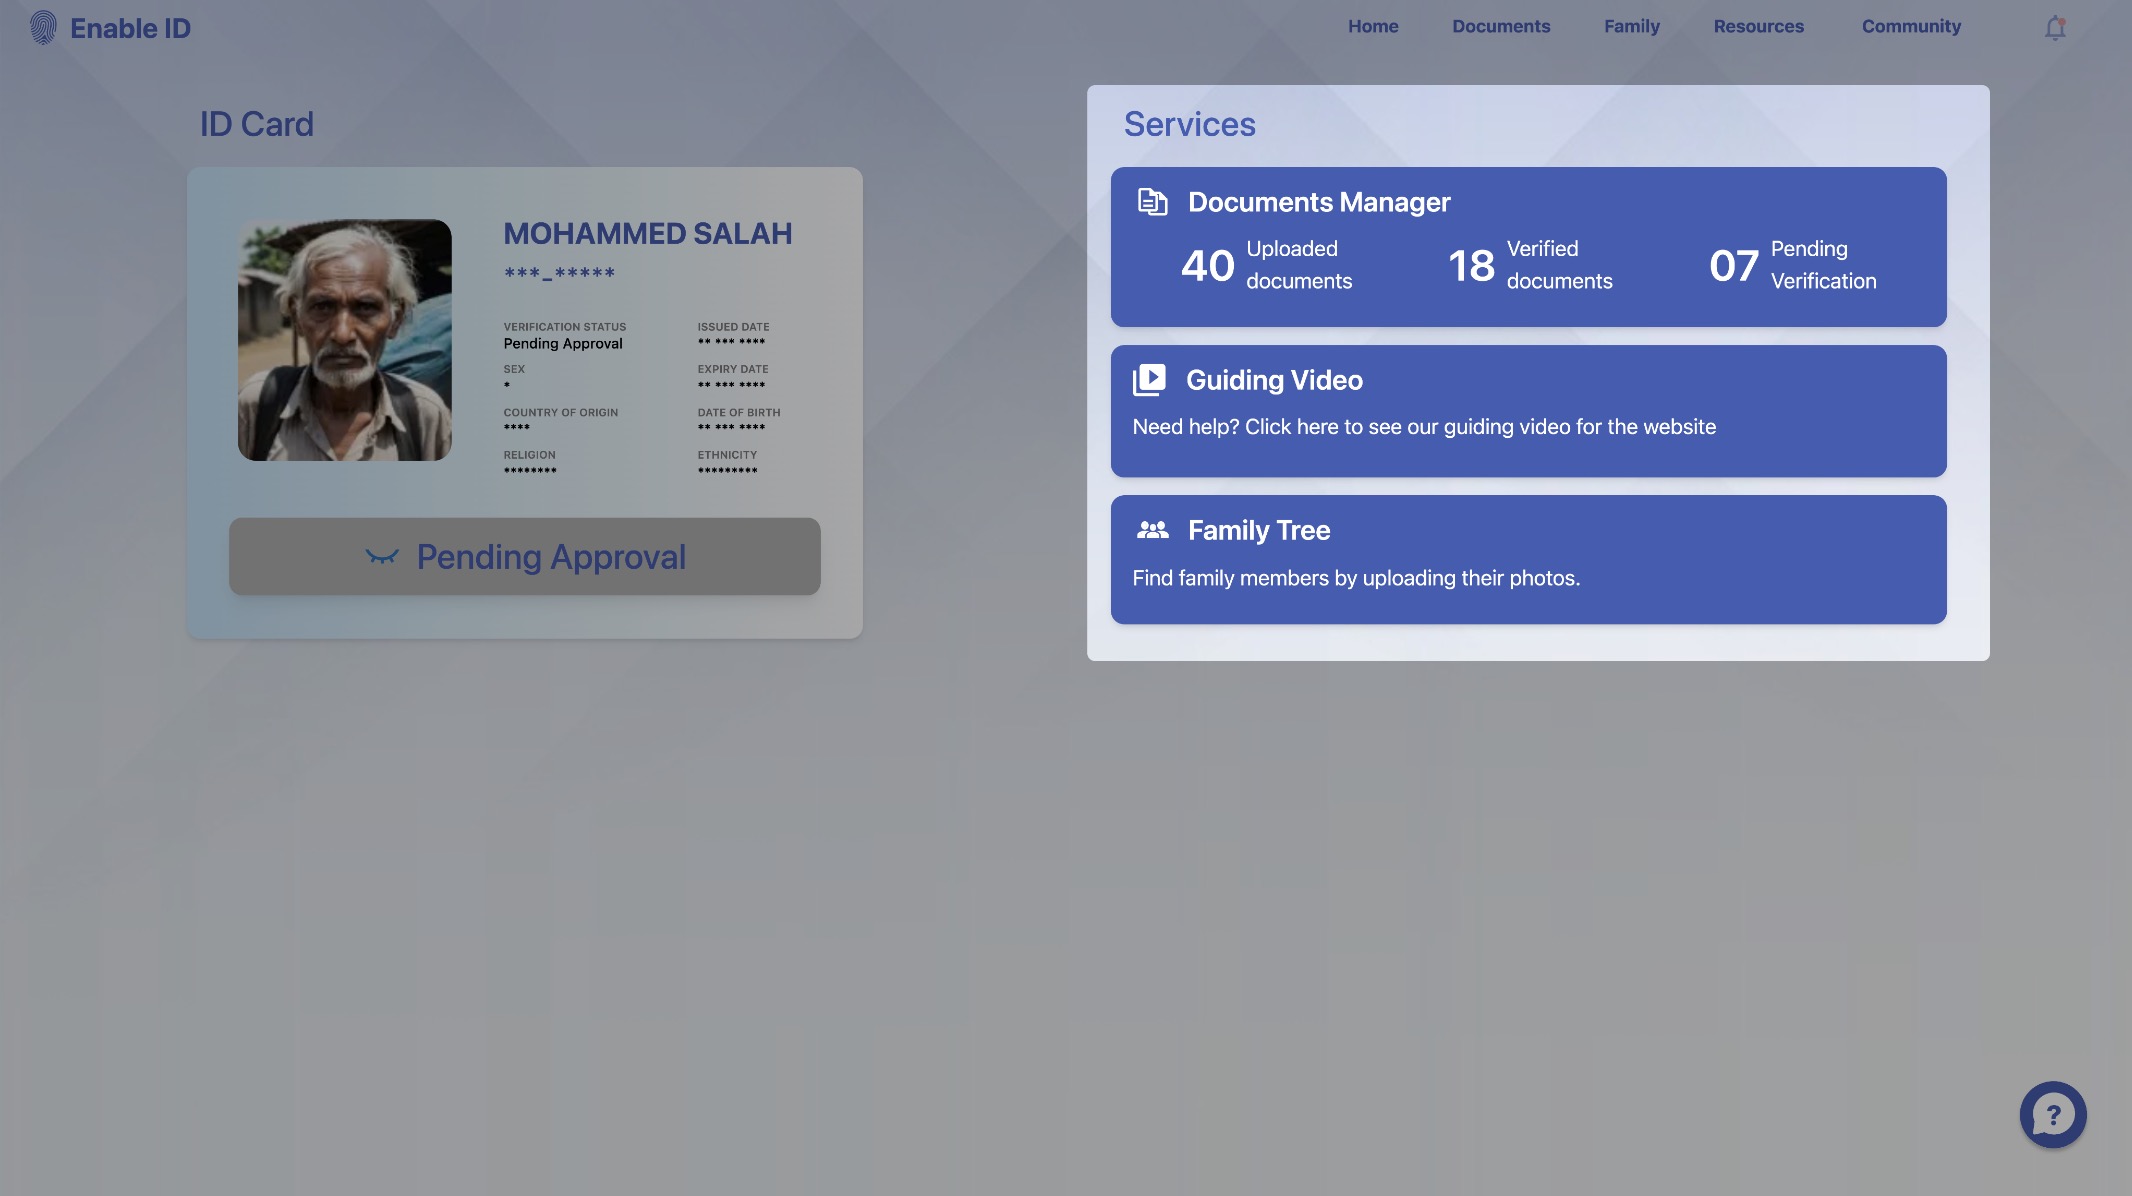 Enable ID
Home Documents Family Resources Community
ID Card
MOHAMMED SALAH
***_*****
VERIFICATION STATUS
Pending Approval
ISSUED DATE
** *** ****
SEX
*
EXPIRY DATE
** *** ****
COUNTRY OF ORIGIN
****
DATE OF BIRTH
** *** ****
RELIGION
********
ETHNICITY
*********
Pending Approval
Services
Documents Manager
40 Uploaded documents
18 Verified documents
07 Pending Verification
Guiding Video
Need help? Click here to see our guiding video for the website
Family Tree
Find family members by uploading their photos.
?